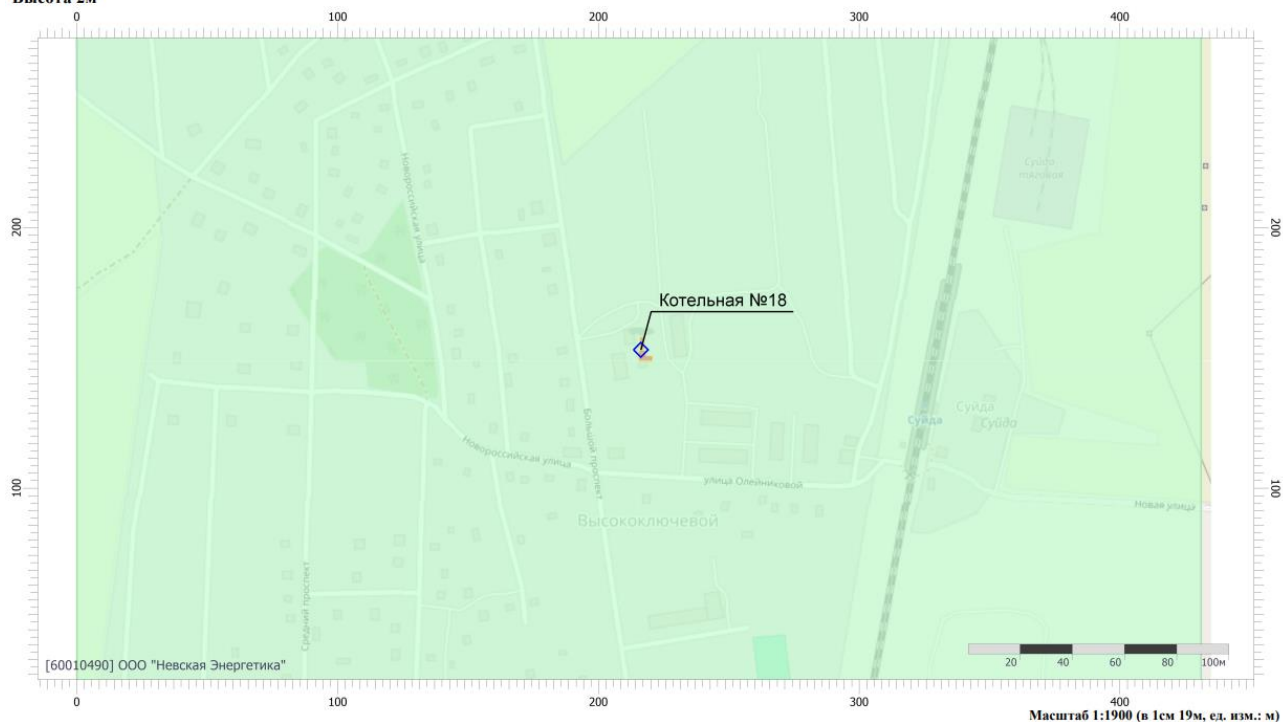 Высота 2м
0 100 200 300 400
200 200
100 100
Новороссийская улица
Суйда
тяговая
Котельная №18
Большой проспект
Суйда
Суйда
Суйда
Новороссийская улица
улица Олейниковой
Новая улица
Высокоключевой
Средний проспект
[60010490] ООО "Невская Энергетика"
20 40 60 80 100м
0 100 200 300 400
Масштаб 1:1900 (в 1см 19м, ед. изм.: м)